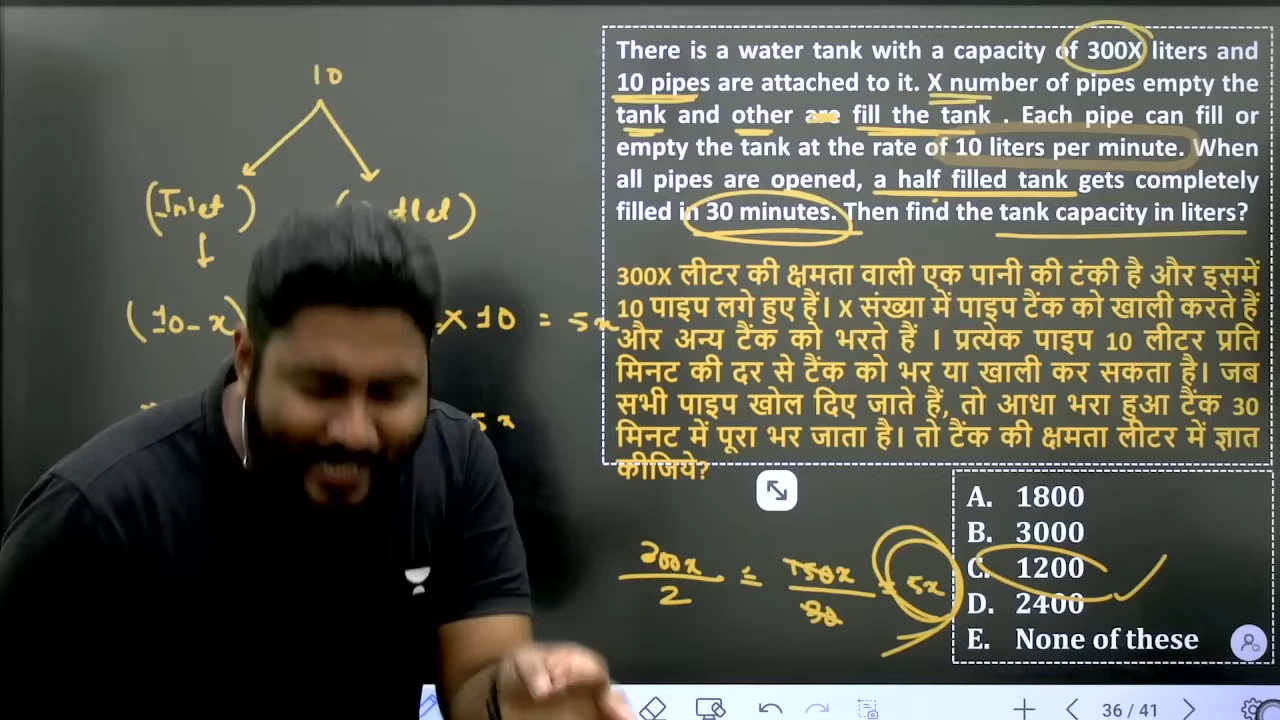 There is a water tank with a capacity of 300X liters and
10 pipes are attached to it. X number of pipes empty the
tank and other are fill the tank . Each pipe can fill or
empty the tank at the rate of 10 liters per minute. When
all pipes are opened, a half filled tank gets completely
filled in 30 minutes. Then find the tank capacity in liters?
300X लीटर की क्षमता वाली एक पानी की टंकी है और इसमें
10 पाइप लगे हुए हैं। X संख्या में पाइप टैंक को खाली करते हैं
और अन्य टैंक को भरते हैं । प्रत्येक पाइप 10 लीटर प्रति
मिनट की दर से टैंक को भर या खाली कर सकता है। जब
सभी पाइप खोल दिए जाते हैं, तो आधा भरा हुआ टैंक 30
मिनट में पूरा भर जाता है। तो टैंक की क्षमता लीटर में ज्ञात
कीजिये?
A. 1800
B. 3000
C. 1200
D. 2400
E. None of these
10
(Inlet)
(10-x) × 10 = 5x
5x
300x/2 = 150x/30 = 5x
36 / 41